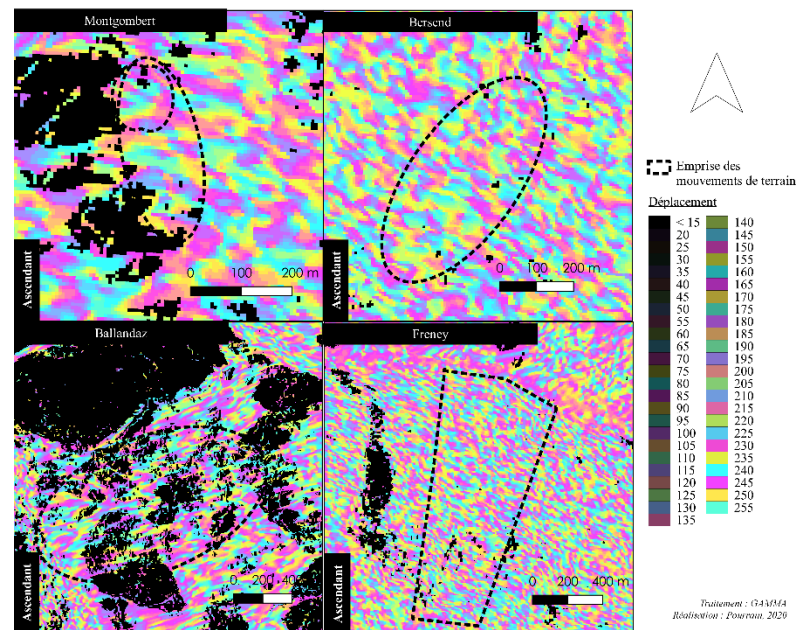 Montgombert
Bersend
Ascendant
0 100 200 m
Ascendant
0 100 200 m
Ballandaz
Freney
Ascendant
0 200 400
Ascendant
0 200 400 m
Emprise des
mouvements de terrain
Déplacement
< 15 140
20 145
25 150
30 155
35 160
40 165
45 170
50 175
55 180
60 185
65 190
70 195
75 200
80 205
85 210
90 215
95 220
100 225
105 230
110 235
115 240
120 245
125 250
130 255
135
Traitement : GAMMA
Réalisation : Pourrain, 2020